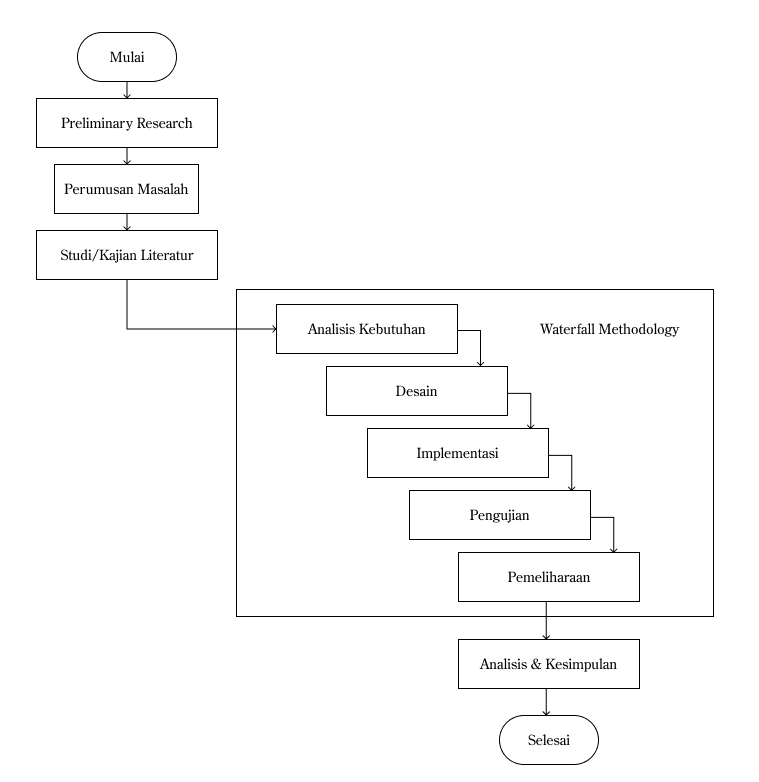 Mulai
Preliminary Research
Perumusan Masalah
Studi/Kajian Literatur
Analisis Kebutuhan
Waterfall Methodology
Desain
Implementasi
Pengujian
Pemeliharaan
Analisis & Kesimpulan
Selesai